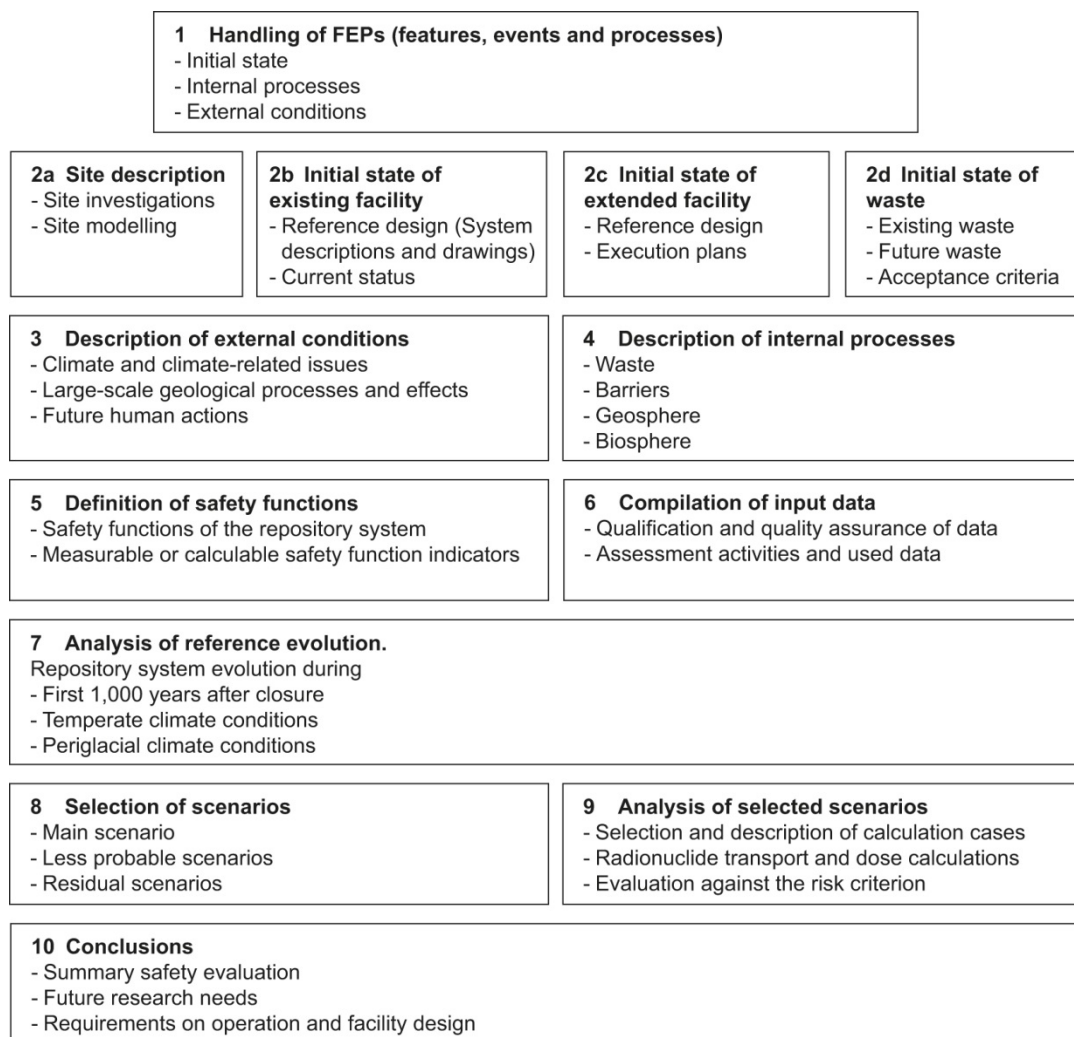 1 Handling of FEPs (features, events and processes)
- Initial state
- Internal processes
- External conditions
2a Site description
- Site investigations
- Site modelling
2b Initial state of
existing facility
- Reference design (System
descriptions and drawings)
- Current status
2c Initial state of
extended facility
- Reference design
- Execution plans
2d Initial state of
waste
- Existing waste
- Future waste
- Acceptance criteria
3 Description of external conditions
- Climate and climate-related issues
- Large-scale geological processes and effects
- Future human actions
4 Description of internal processes
- Waste
- Barriers
- Geosphere
- Biosphere
5 Definition of safety functions
- Safety functions of the repository system
- Measurable or calculable safety function indicators
6 Compilation of input data
- Qualification and quality assurance of data
- Assessment activities and used data
7 Analysis of reference evolution.
Repository system evolution during
- First 1,000 years after closure
- Temperate climate conditions
- Periglacial climate conditions
8 Selection of scenarios
- Main scenario
- Less probable scenarios
- Residual scenarios
9 Analysis of selected scenarios
- Selection and description of calculation cases
- Radionuclide transport and dose calculations
- Evaluation against the risk criterion
10 Conclusions
- Summary safety evaluation
- Future research needs
- Requirements on operation and facility design